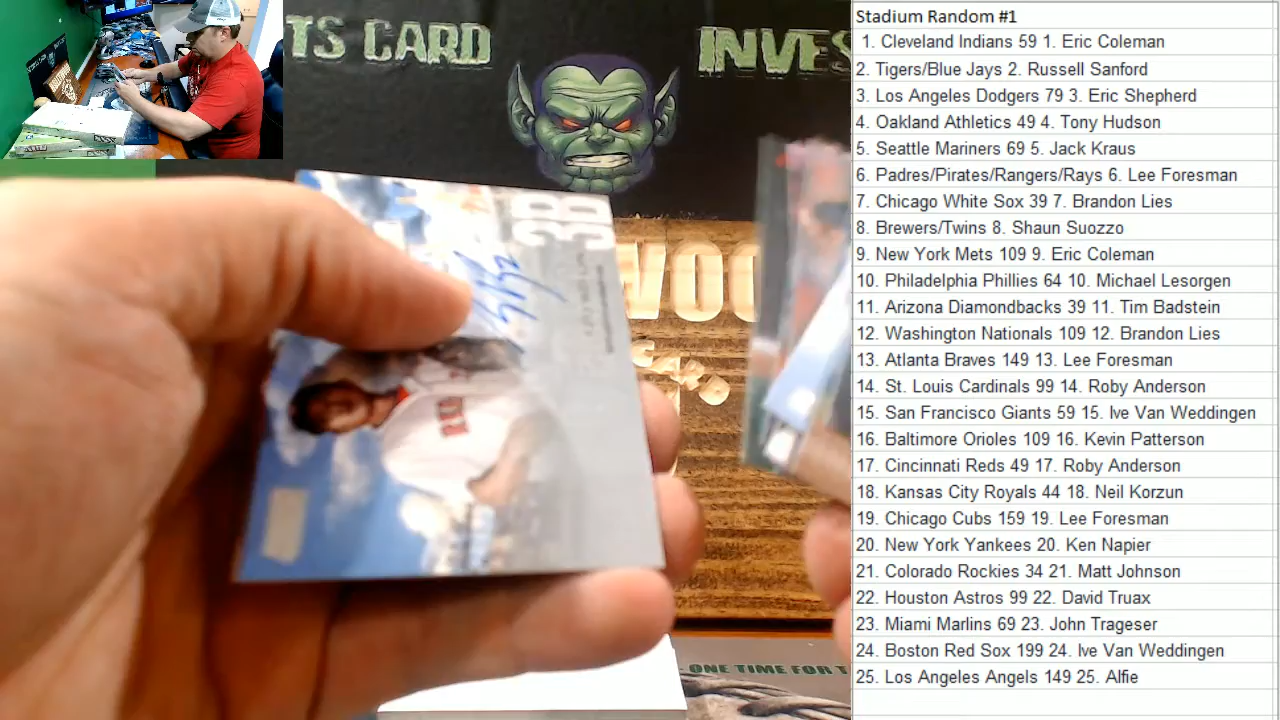 TS CARD INVES
Stadium Random #1
1. Cleveland Indians 59 1. Eric Coleman
2. Tigers/Blue Jays 2. Russell Sanford
3. Los Angeles Dodgers 79 3. Eric Shepherd
4. Oakland Athletics 49 4. Tony Hudson
5. Seattle Mariners 69 5. Jack Kraus
6. Padres/Pirates/Rangers/Rays 6. Lee Foresman
7. Chicago White Sox 39 7. Brandon Lies
8. Brewers/Twins 8. Shaun Suozzo
9. New York Mets 109 9. Eric Coleman
10. Philadelphia Phillies 64 10. Michael Lesorgen
11. Arizona Diamondbacks 39 11. Tim Badstein
12. Washington Nationals 109 12. Brandon Lies
13. Atlanta Braves 149 13. Lee Foresman
14. St. Louis Cardinals 99 14. Roby Anderson
15. San Francisco Giants 59 15. Ive Van Weddingen
16. Baltimore Orioles 109 16. Kevin Patterson
17. Cincinnati Reds 49 17. Roby Anderson
18. Kansas City Royals 44 18. Neil Korzun
19. Chicago Cubs 159 19. Lee Foresman
20. New York Yankees 20. Ken Napier
21. Colorado Rockies 34 21. Matt Johnson
22. Houston Astros 99 22. David Truax
23. Miami Marlins 69 23. John Trageser
24. Boston Red Sox 199 24. Ive Van Weddingen
25. Los Angeles Angels 149 25. Alfie
3B
RED
WOO
ONE TIME FOR T